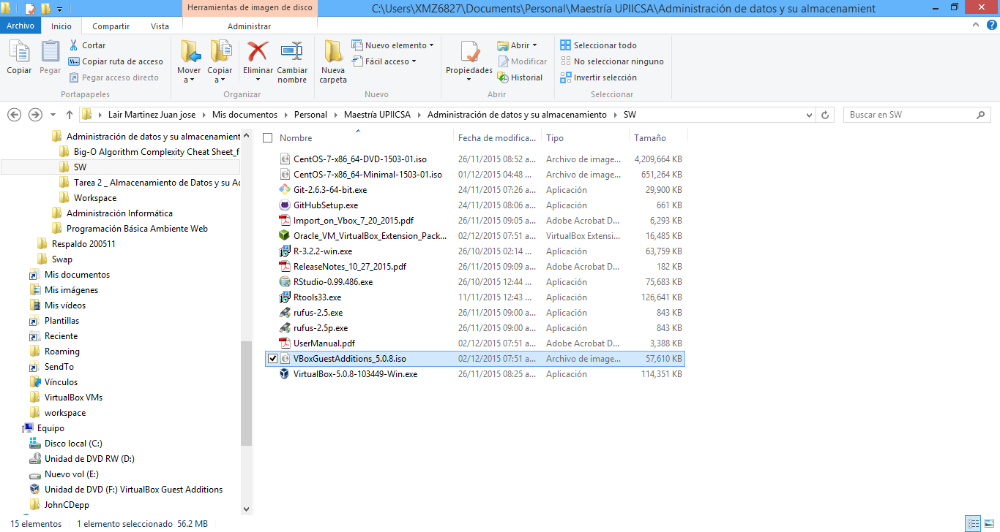 Herramientas de imagen de disco
C:\Users\XMZ6827\Documents\Personal\Maestría UPIICSA\Administración de datos y su almacenamient
Archivo Inicio Compartir Vista Administrar
Copiar
Pegar
Cortar
Copiar ruta de acceso
Pegar acceso directo
Portapapeles
Mover a
Copiar a
Eliminar
Cambiar nombre
Organizar
Nueva carpeta
Nuevo elemento
Fácil acceso
Nuevo
Propiedades
Abrir
Modificar
Historial
Abrir
Seleccionar todo
No seleccionar ninguno
Invertir selección
Seleccionar
Lair Martinez Juan jose Mis documentos Personal Maestría UPIICSA Administración de datos y su almacenamiento SW
Buscar en SW
Administración de datos y su almacenamient
Big-O Algorithm Complexity Cheat Sheet_f
SW
Tarea 2 _ Almacenamiento de Datos y su Ac
Workspace
Administración Informática
Programación Básica Ambiente Web
Respaldo 200511
Swap
Mis documentos
Mis imágenes
Mis vídeos
Plantillas
Reciente
Roaming
SendTo
Vínculos
VirtualBox VMs
workspace
Equipo
Disco local (C:)
Unidad de DVD RW (D:)
Nuevo vol (E:)
Unidad de DVD (F:) VirtualBox Guest Additions
JohnCDepp
Nombre Fecha de modifica... Tipo Tamaño
CentOS-7-x86_64-DVD-1503-01.iso 26/11/2015 08:52 a... Archivo de image... 4,209,664 KB
CentOS-7-x86_64-Minimal-1503-01.iso 01/12/2015 04:48 ... Archivo de image... 651,264 KB
Git-2.6.3-64-bit.exe 24/11/2015 07:26 a... Aplicación 29,900 KB
GitHubSetup.exe 24/11/2015 08:06 a... Aplicación 661 KB
Import_on_Vbox_7_20_2015.pdf 26/11/2015 09:05 a... Adobe Acrobat D... 6,293 KB
Oracle_VM_VirtualBox_Extension_Pack... 02/12/2015 07:51 a... VirtualBox Extensi... 16,485 KB
R-3.2.2-win.exe 26/10/2015 02:14 ... Aplicación 63,759 KB
ReleaseNotes_10_27_2015.pdf 26/11/2015 09:09 a... Adobe Acrobat D... 182 KB
RStudio-0.99.486.exe 26/10/2015 12:44 ... Aplicación 75,683 KB
Rtools33.exe 11/11/2015 12:43 ... Aplicación 126,641 KB
rufus-2.5.exe 26/11/2015 09:00 a... Aplicación 843 KB
rufus-2.5p.exe 26/11/2015 09:00 a... Aplicación 843 KB
UserManual.pdf 02/12/2015 07:51 a... Adobe Acrobat D... 3,388 KB
VBoxGuestAdditions_5.0.8.iso 02/12/2015 07:51 a... Archivo de image... 57,610 KB
VirtualBox-5.0.8-103449-Win.exe 26/11/2015 08:25 a... Aplicación 114,351 KB
15 elementos 1 elemento seleccionado 56.2 MB